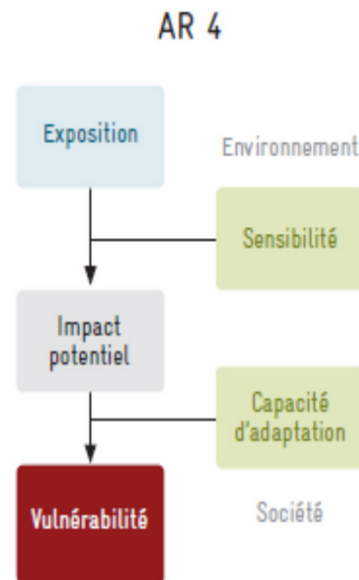 AR 4
Exposition
Environnement
Sensibilité
Impact
potentiel
Capacité
d'adaptation
Vulnérabilité
Société